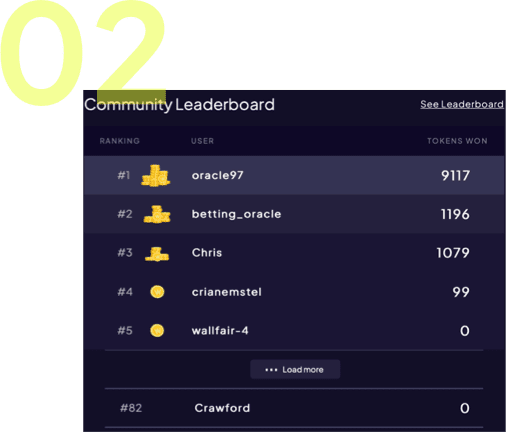 02
Community Leaderboard See Leaderboard
RANKING USER TOKENS WON
#1 oracle97 9117
#2 betting_oracle 1196
#3 Chris 1079
#4 crianemstel 99
#5 wallfair-4 0
••• Load more
#82 Crawford 0